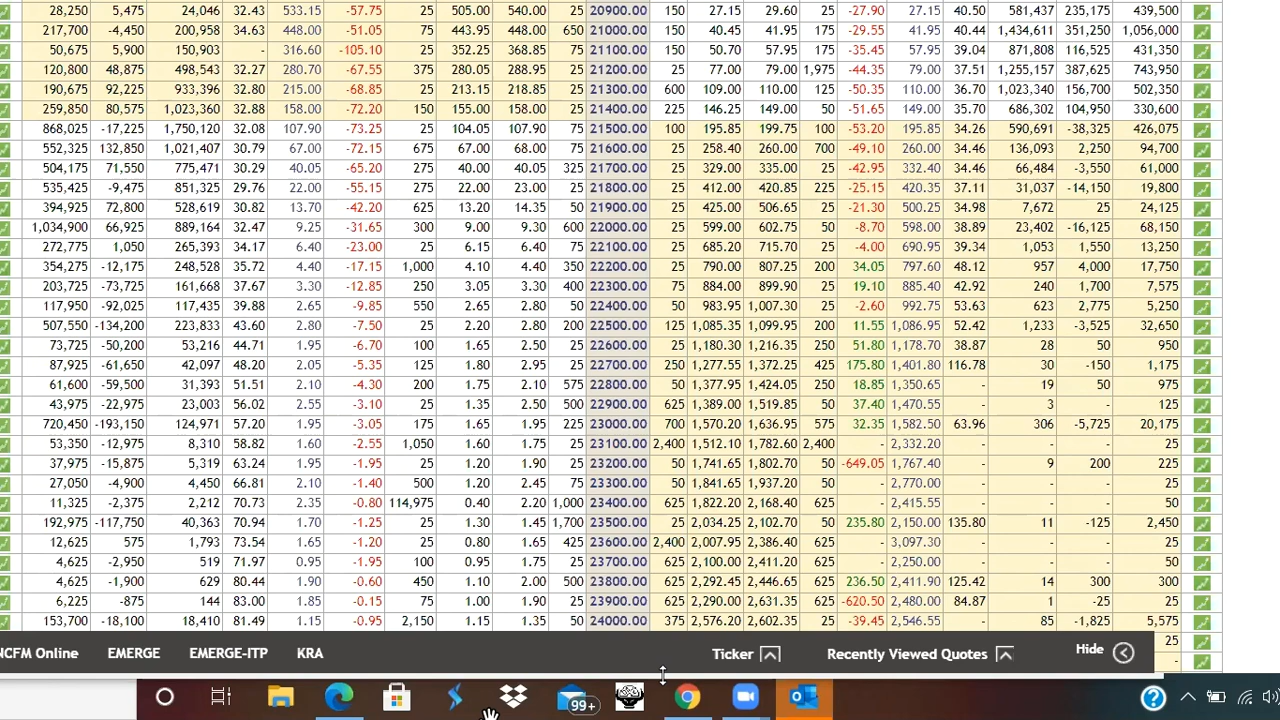 28,250 5,475 24,046 32.43 533.15 -57.75 25 505.00 540.00 25 20900.00 150 27.15 29.60 25 -27.90 27.15 40.50 581,437 235,175 439,500
217,700 -4,450 200,958 34.63 448.00 -51.05 75 443.95 448.00 650 21000.00 150 40.45 41.95 175 -29.55 41.95 40.44 1,434,611 351,250 1,056,000
50,675 5,900 150,903 - 316.60 -105.10 25 352.25 368.85 75 21100.00 150 50.70 57.95 175 -35.45 57.95 39.04 871,808 116,525 431,350
120,800 48,875 498,543 32.27 280.70 -67.55 375 280.05 288.95 25 21200.00 25 77.00 79.00 1,975 -44.35 79.00 37.51 1,255,157 387,625 743,950
190,675 92,225 933,396 32.80 215.00 -68.85 25 213.15 218.85 25 21300.00 600 109.00 110.00 125 -50.35 110.00 36.70 1,023,340 156,700 502,350
259,850 80,575 1,023,360 32.88 158.00 -72.20 150 155.00 158.00 25 21400.00 225 146.25 149.00 50 -51.65 149.00 35.70 686,302 104,950 330,600
868,025 -17,225 1,750,120 32.08 107.90 -73.25 25 104.05 107.90 75 21500.00 100 195.85 199.75 100 -53.20 195.85 34.26 590,691 -38,325 426,075
552,325 132,850 1,021,407 30.79 67.00 -72.15 675 67.00 68.00 75 21600.00 25 258.40 260.00 700 -49.10 260.00 34.46 136,093 2,250 94,700
504,175 71,550 775,471 30.29 40.05 -65.20 275 40.00 40.05 325 21700.00 25 329.00 335.00 25 -42.95 332.40 34.46 66,484 -3,550 61,000
535,425 -9,475 851,325 29.76 22.00 -55.15 275 22.00 23.00 25 21800.00 25 412.00 420.85 225 -25.15 420.35 37.11 31,037 -14,150 19,800
394,925 72,800 528,619 30.82 13.70 -42.20 625 13.20 14.35 50 21900.00 25 425.00 506.65 25 -21.30 500.25 34.98 7,672 25 24,125
1,034,900 66,925 889,164 32.47 9.25 -31.65 300 9.00 9.30 600 22000.00 25 599.00 602.75 50 -8.70 598.00 38.89 23,402 -16,125 68,150
272,775 1,050 265,393 34.17 6.40 -23.00 25 6.15 6.40 75 22100.00 25 685.20 715.70 25 -4.00 690.95 39.34 1,053 1,550 13,250
354,275 -12,175 248,528 35.72 4.40 -17.15 1,000 4.10 4.40 350 22200.00 25 790.00 807.25 200 34.05 797.60 48.12 957 4,000 17,750
203,725 -73,725 161,668 37.67 3.30 -12.85 250 3.05 3.30 400 22300.00 75 884.00 899.90 25 19.10 885.40 42.92 240 1,700 7,575
117,950 -92,025 117,435 39.88 2.65 -9.85 550 2.65 2.80 50 22400.00 50 983.95 1,007.30 25 -2.60 992.75 53.63 623 2,775 5,250
507,550 -134,200 223,833 43.60 2.80 -7.50 25 2.20 2.80 200 22500.00 125 1,085.35 1,099.95 200 11.55 1,086.95 52.42 1,233 -3,525 32,650
73,725 -50,200 53,216 44.71 1.95 -6.70 100 1.65 2.50 25 22600.00 25 1,180.30 1,216.35 250 51.80 1,178.70 38.87 28 50 950
87,925 -61,650 42,097 48.20 2.05 -5.35 125 1.80 2.95 25 22700.00 250 1,277.55 1,372.25 425 175.80 1,401.80 116.78 30 -150 1,175
61,600 -59,500 31,393 51.51 2.10 -4.30 200 1.75 2.10 575 22800.00 25 1,377.95 1,424.05 250 18.85 1,350.65 - 19 50 975
43,975 -22,975 23,003 56.02 2.55 -3.10 25 1.35 2.50 500 22900.00 625 1,389.00 1,519.85 50 37.40 1,470.55 - 3 - 125
720,450 -193,150 124,971 57.20 1.95 -3.05 175 1.65 1.95 225 23000.00 700 1,570.20 1,636.95 575 32.35 1,582.50 63.96 306 -5,725 20,175
53,350 -12,975 8,310 58.82 1.60 -2.55 1,050 1.60 1.75 25 23100.00 2,400 1,512.10 1,782.60 2,400 - 2,332.20 - - - 25
37,975 -15,875 5,319 63.24 1.95 -1.95 25 1.20 1.90 25 23200.00 50 1,741.65 1,802.70 50 -649.05 1,767.40 - 9 200 225
27,050 -4,900 4,450 66.81 2.10 -1.40 500 1.20 2.45 75 23300.00 50 1,841.65 1,937.20 50 - 2,770.00 - - - 25
11,325 -2,375 2,212 70.73 2.35 -0.80 114,975 0.40 2.20 1,000 23400.00 625 1,822.20 2,168.40 625 - 2,415.55 - - - 50
192,975 -117,750 40,363 70.94 1.70 -1.25 25 1.30 1.45 1,700 23500.00 25 2,034.25 2,102.70 50 235.80 2,150.00 135.80 11 -125 2,450
12,625 575 1,793 73.54 1.65 -1.20 25 0.80 1.65 425 23600.00 2,400 2,007.95 2,386.40 625 - 3,097.30 - - - 25
4,625 -2,950 519 71.97 0.95 -1.95 100 0.95 1.75 25 23700.00 625 2,100.00 2,411.20 625 - 2,250.00 - - - 50
4,625 -1,900 629 80.44 1.90 -0.60 450 1.10 2.00 500 23800.00 625 2,292.45 2,446.65 625 236.50 2,411.90 125.42 14 300 300
6,225 -875 144 83.00 1.85 -0.15 75 1.00 1.90 25 23900.00 625 2,290.00 2,631.35 625 -620.50 2,480.00 84.87 1 -25 25
153,700 -18,100 18,410 81.49 1.15 -0.95 2,150 1.15 1.35 50 24000.00 375 2,576.20 2,602.35 25 -39.45 2,546.55 - 85 -1,825 5,575
25
-
NCFM Online EMERGE EMERGE-ITP KRA Ticker Recently Viewed Quotes Hide
99+